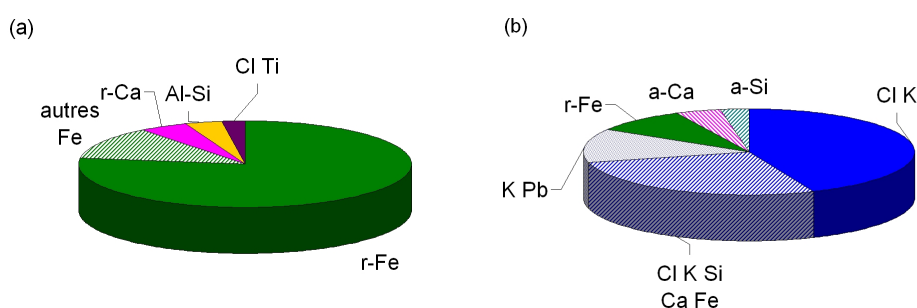 (a)
Cl Ti
r-Ca
Al-Si
autres
Fe
r-Fe
(b)
a-Ca
a-Si
Cl K
r-Fe
K Pb
Cl K Si
Ca Fe